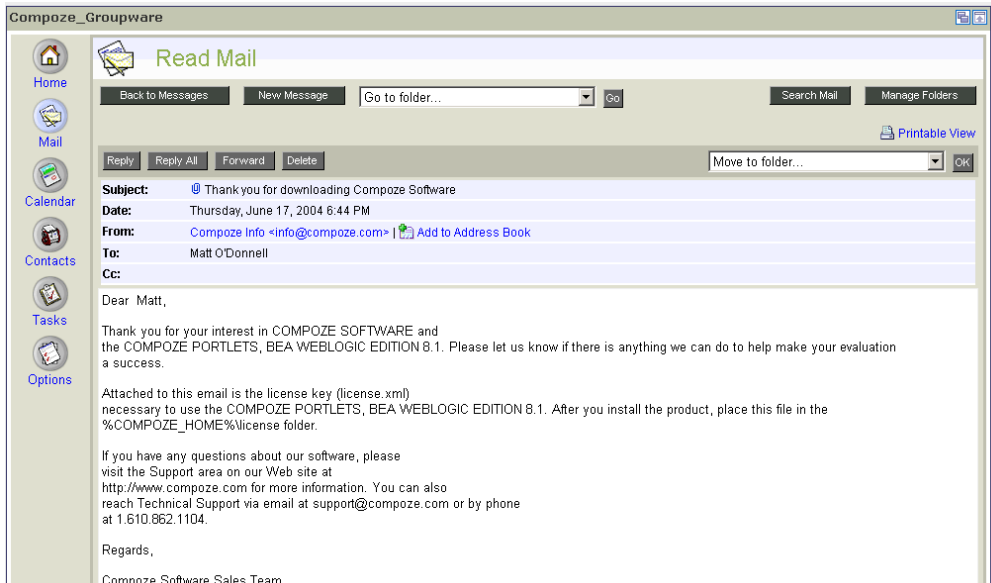 Compoze_Groupware
Home
Mail
Calendar
Contacts
Tasks
Options
Read Mail
Back to Messages New Message Go to folder... Go Search Mail Manage Folders
Printable View
Reply Reply All Forward Delete Move to folder... OK
Subject: Thank you for downloading Compoze Software
Date: Thursday, June 17, 2004 6:44 PM
From: Compoze Info <info@compoze.com> | Add to Address Book
To: Matt O'Donnell
Cc:
Dear Matt,
Thank you for your interest in COMPOZE SOFTWARE and
the COMPOZE PORTLETS, BEA WEBLOGIC EDITION 8.1. Please let us know if there is anything we can do to help make your evaluation
a success.
Attached to this email is the license key (license.xml)
necessary to use the COMPOZE PORTLETS, BEA WEBLOGIC EDITION 8.1. After you install the product, place this file in the
%COMPOZE_HOME%\license folder.
If you have any questions about our software, please
visit the Support area on our Web site at
http://www.compoze.com for more information. You can also
reach Technical Support via email at support@compoze.com or by phone
at 1.610.862.1104.
Regards,
Compoze Software Sales Team